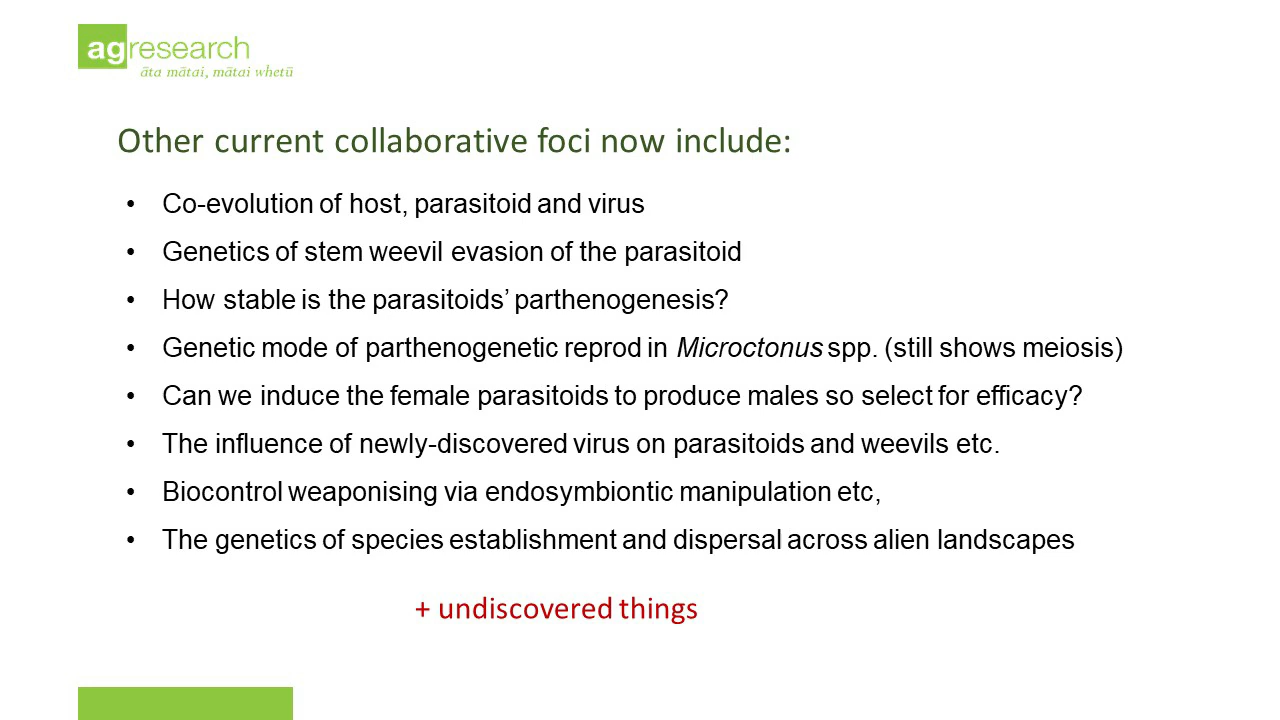 agresearch
āta mātai, mātai whetū
Other current collaborative foci now include:
• Co-evolution of host, parasitoid and virus
• Genetics of stem weevil evasion of the parasitoid
• How stable is the parasitoids’ parthenogenesis?
• Genetic mode of parthenogenetic reprod in Microctonus spp. (still shows meiosis)
• Can we induce the female parasitoids to produce males so select for efficacy?
• The influence of newly-discovered virus on parasitoids and weevils etc.
• Biocontrol weaponising via endosymbiontic manipulation etc,
• The genetics of species establishment and dispersal across alien landscapes
+ undiscovered things